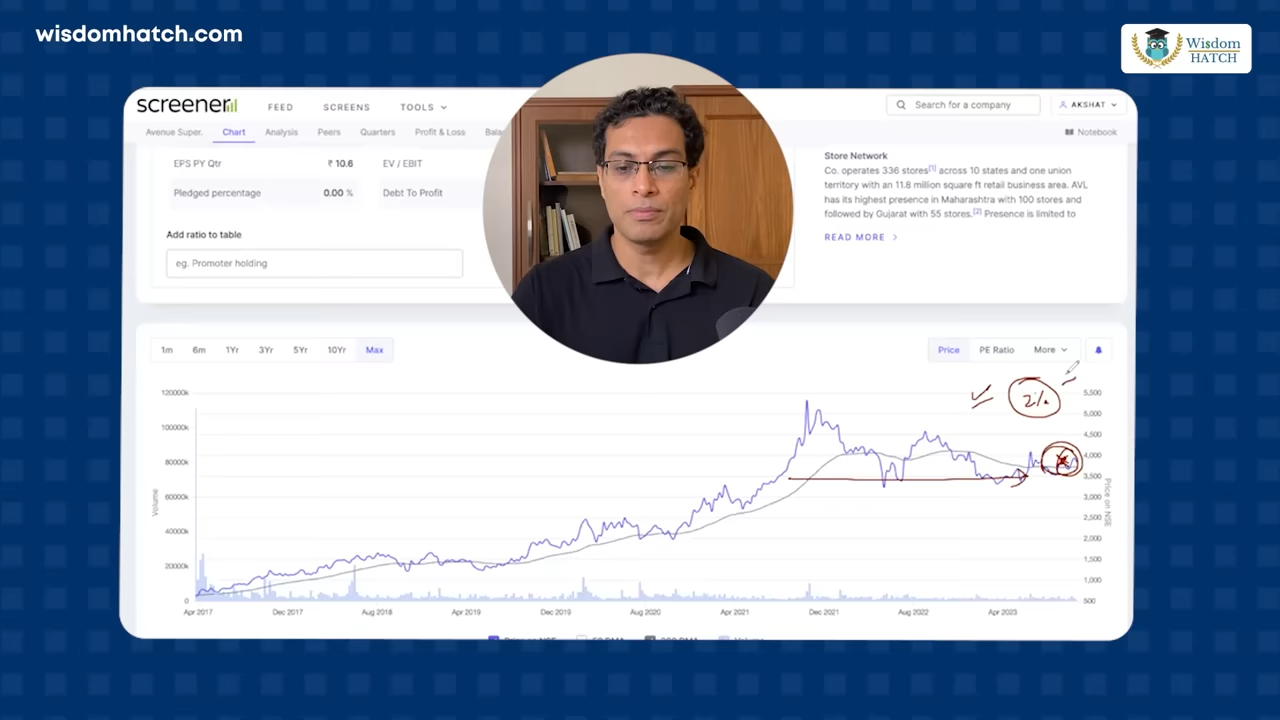 wisdomhatch.com
Wisdom
HATCH
screener
FEED SCREENS TOOLS
Search for a company
AKSHAT
Avenue Super. Chart Analysis Peers Quarters Profit & Loss Bala
Notebook
EPS PY Qtr ₹ 10.6 EV / EBIT
Pledged percentage 0.00 % Debt To Profit
Add ratio to table
eg. Promoter holding
Store Network
Co. operates 336 stores[1] across 10 states and one union
territory with an 11.8 million square ft retail business area. AVL
has its highest presence in Maharashtra with 100 stores and
followed by Gujarat with 55 stores.[2] Presence is limited to
READ MORE
1m 6m 1Yr 3Yr 5Yr 10Yr Max
Price PE Ratio More
2%
120000k
100000k
80000k
60000k
40000k
20000k
0
Volume
5,500
5,000
4,500
4,000
3,500
3,000
2,500
2,000
1,500
1,000
500
Price on NSE
Apr 2017 Dec 2017 Aug 2018 Apr 2019 Dec 2019 Aug 2020 Apr 2021 Dec 2021 Aug 2022 Apr 2023